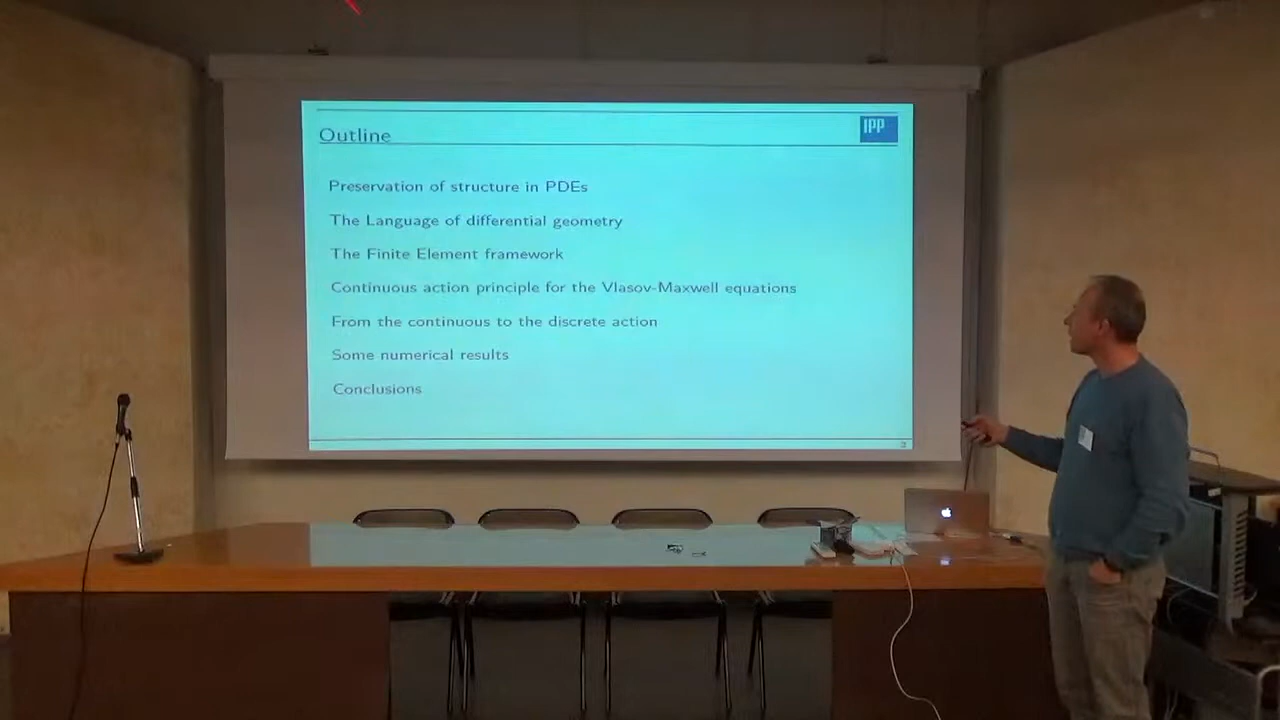 Outline
IPP
Preservation of structure in PDEs
The Language of differential geometry
The Finite Element framework
Continuous action principle for the Vlasov-Maxwell equations
From the continuous to the discrete action
Some numerical results
Conclusions